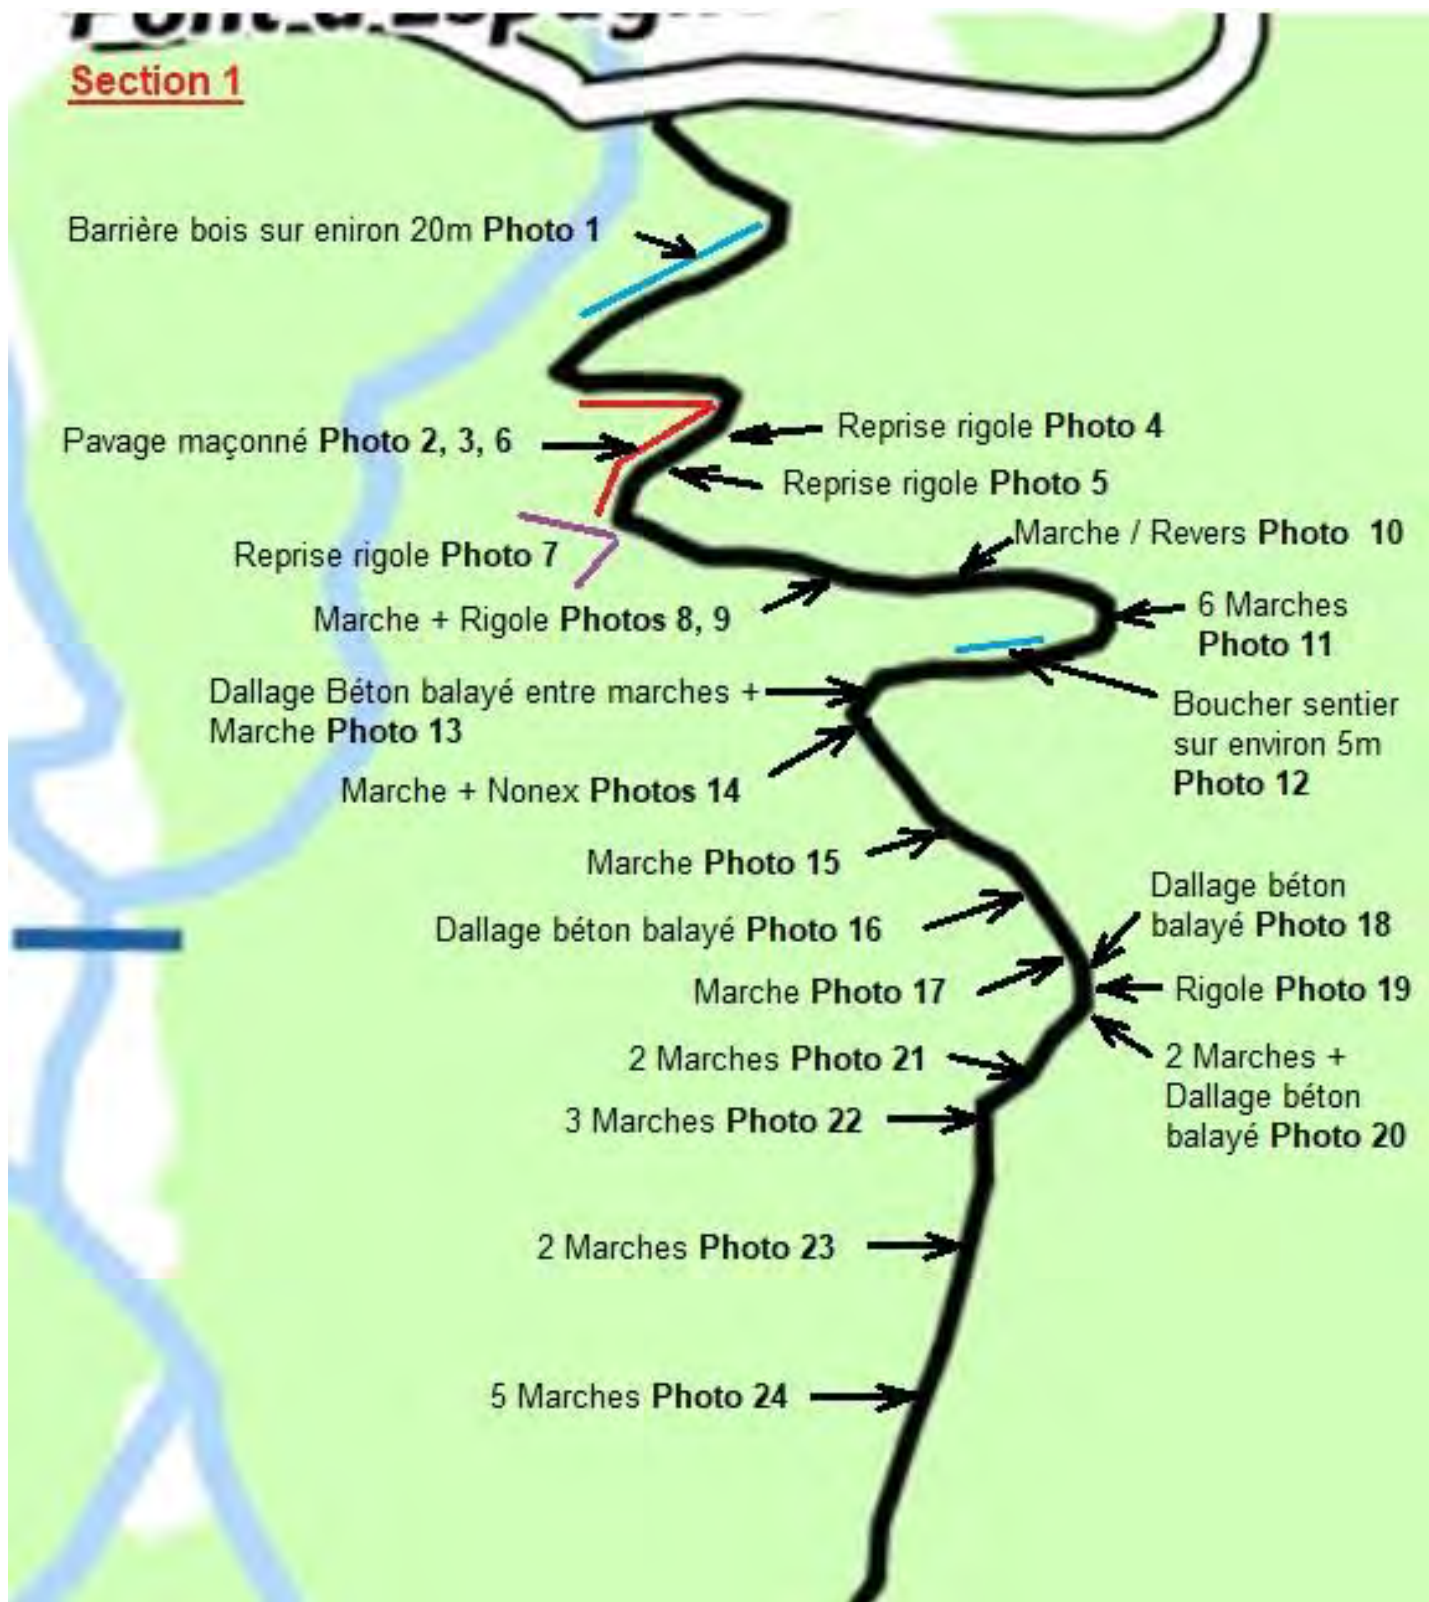 Pont d'Espagne
Section 1
Barrière bois sur eniron 20m Photo 1
Pavage maçonné Photo 2, 3, 6
Reprise rigole Photo 4
Reprise rigole Photo 5
Reprise rigole Photo 7
Marche / Revers Photo 10
Marche + Rigole Photos 8, 9
6 Marches
Photo 11
Dallage Béton balayé entre marches +
Marche Photo 13
Boucher sentier
sur environ 5m
Photo 12
Marche + Nonex Photos 14
Marche Photo 15
Dallage béton balayé Photo 16
Dallage béton
balayé Photo 18
Marche Photo 17
Rigole Photo 19
2 Marches Photo 21
2 Marches +
Dallage béton
balayé Photo 20
3 Marches Photo 22
2 Marches Photo 23
5 Marches Photo 24